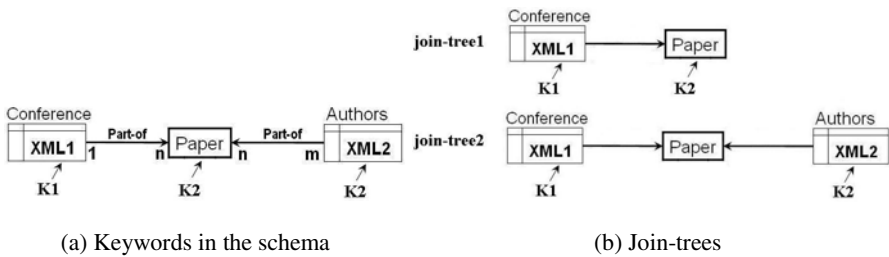 Conference
XML1
Part-of
Paper
Part-of
Authors
XML2
1
n
n
m
K1
K2
K2
(a) Keywords in the schema
join-tree1
Conference
XML1
Paper
K1
K2
join-tree2
Conference
XML1
Paper
Authors
XML2
K1
K2
(b) Join-trees